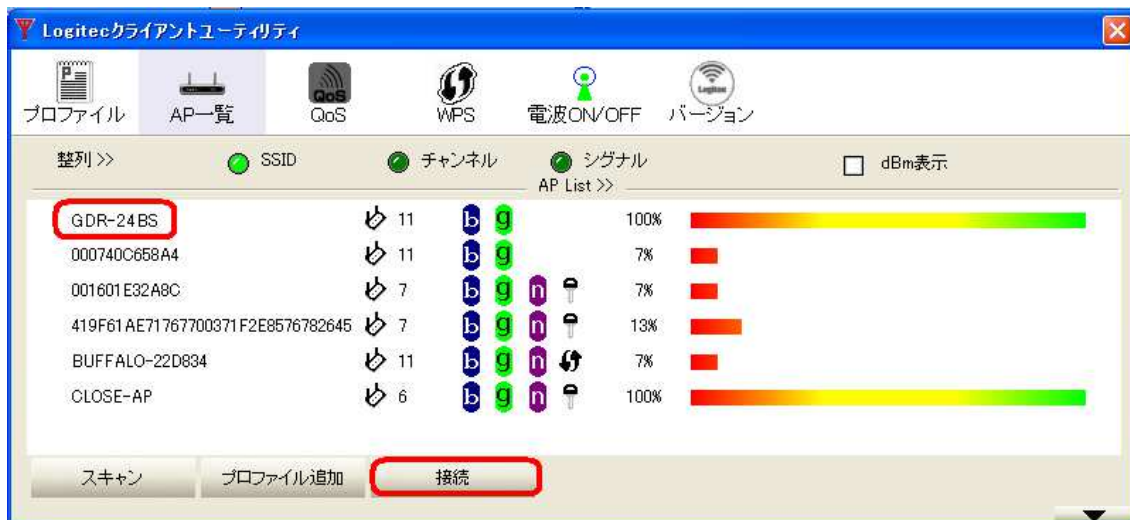 Logitecクライアントユーティリティ
プロファイル AP一覧 QoS WPS 電波ON/OFF バージョン
整列 >> SSID チャンネル シグナル dBm表示
AP List >>
GDR-24BS 11 b g 100%
000740C658A4 11 b g 7%
001601E32A8C 7 b g n 7%
419F61AE71767700371F2E8576782645 7 b g n 13%
BUFFALO-22D834 11 b g n 7%
CLOSE-AP 6 b g n 100%
スキャン プロファイル追加 接続